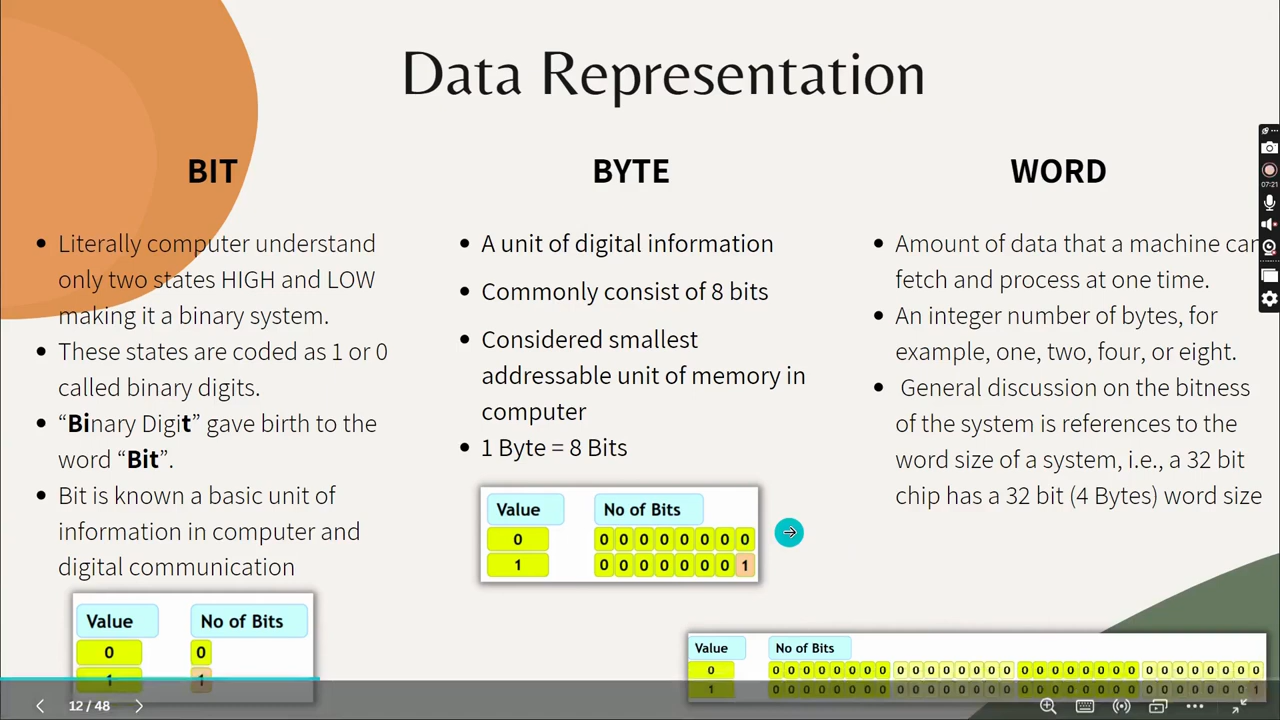 Data Representation
BIT
Literally computer understand
only two states HIGH and LOW
making it a binary system.
These states are coded as 1 or 0
called binary digits.
“Binary Digit” gave birth to the
word “Bit”.
Bit is known a basic unit of
information in computer and
digital communication
Value No of Bits
0 0
1 1
BYTE
A unit of digital information
Commonly consist of 8 bits
Considered smallest
addressable unit of memory in
computer
1 Byte = 8 Bits
Value No of Bits
0 0 0 0 0 0 0 0 0
1 0 0 0 0 0 0 0 1
WORD
Amount of data that a machine can
fetch and process at one time.
An integer number of bytes, for
example, one, two, four, or eight.
General discussion on the bitness
of the system is references to the
word size of a system, i.e., a 32 bit
chip has a 32 bit (4 Bytes) word size
Value No of Bits
0 0 0 0 0 0 0 0 0 0 0 0 0 0 0 0 0 0 0 0 0 0 0 0 0 0 0 0 0 0 0 0 0
1 0 0 0 0 0 0 0 0 0 0 0 0 0 0 0 0 0 0 0 0 0 0 0 0 0 0 0 0 0 0 0 1
07:21
12 / 48